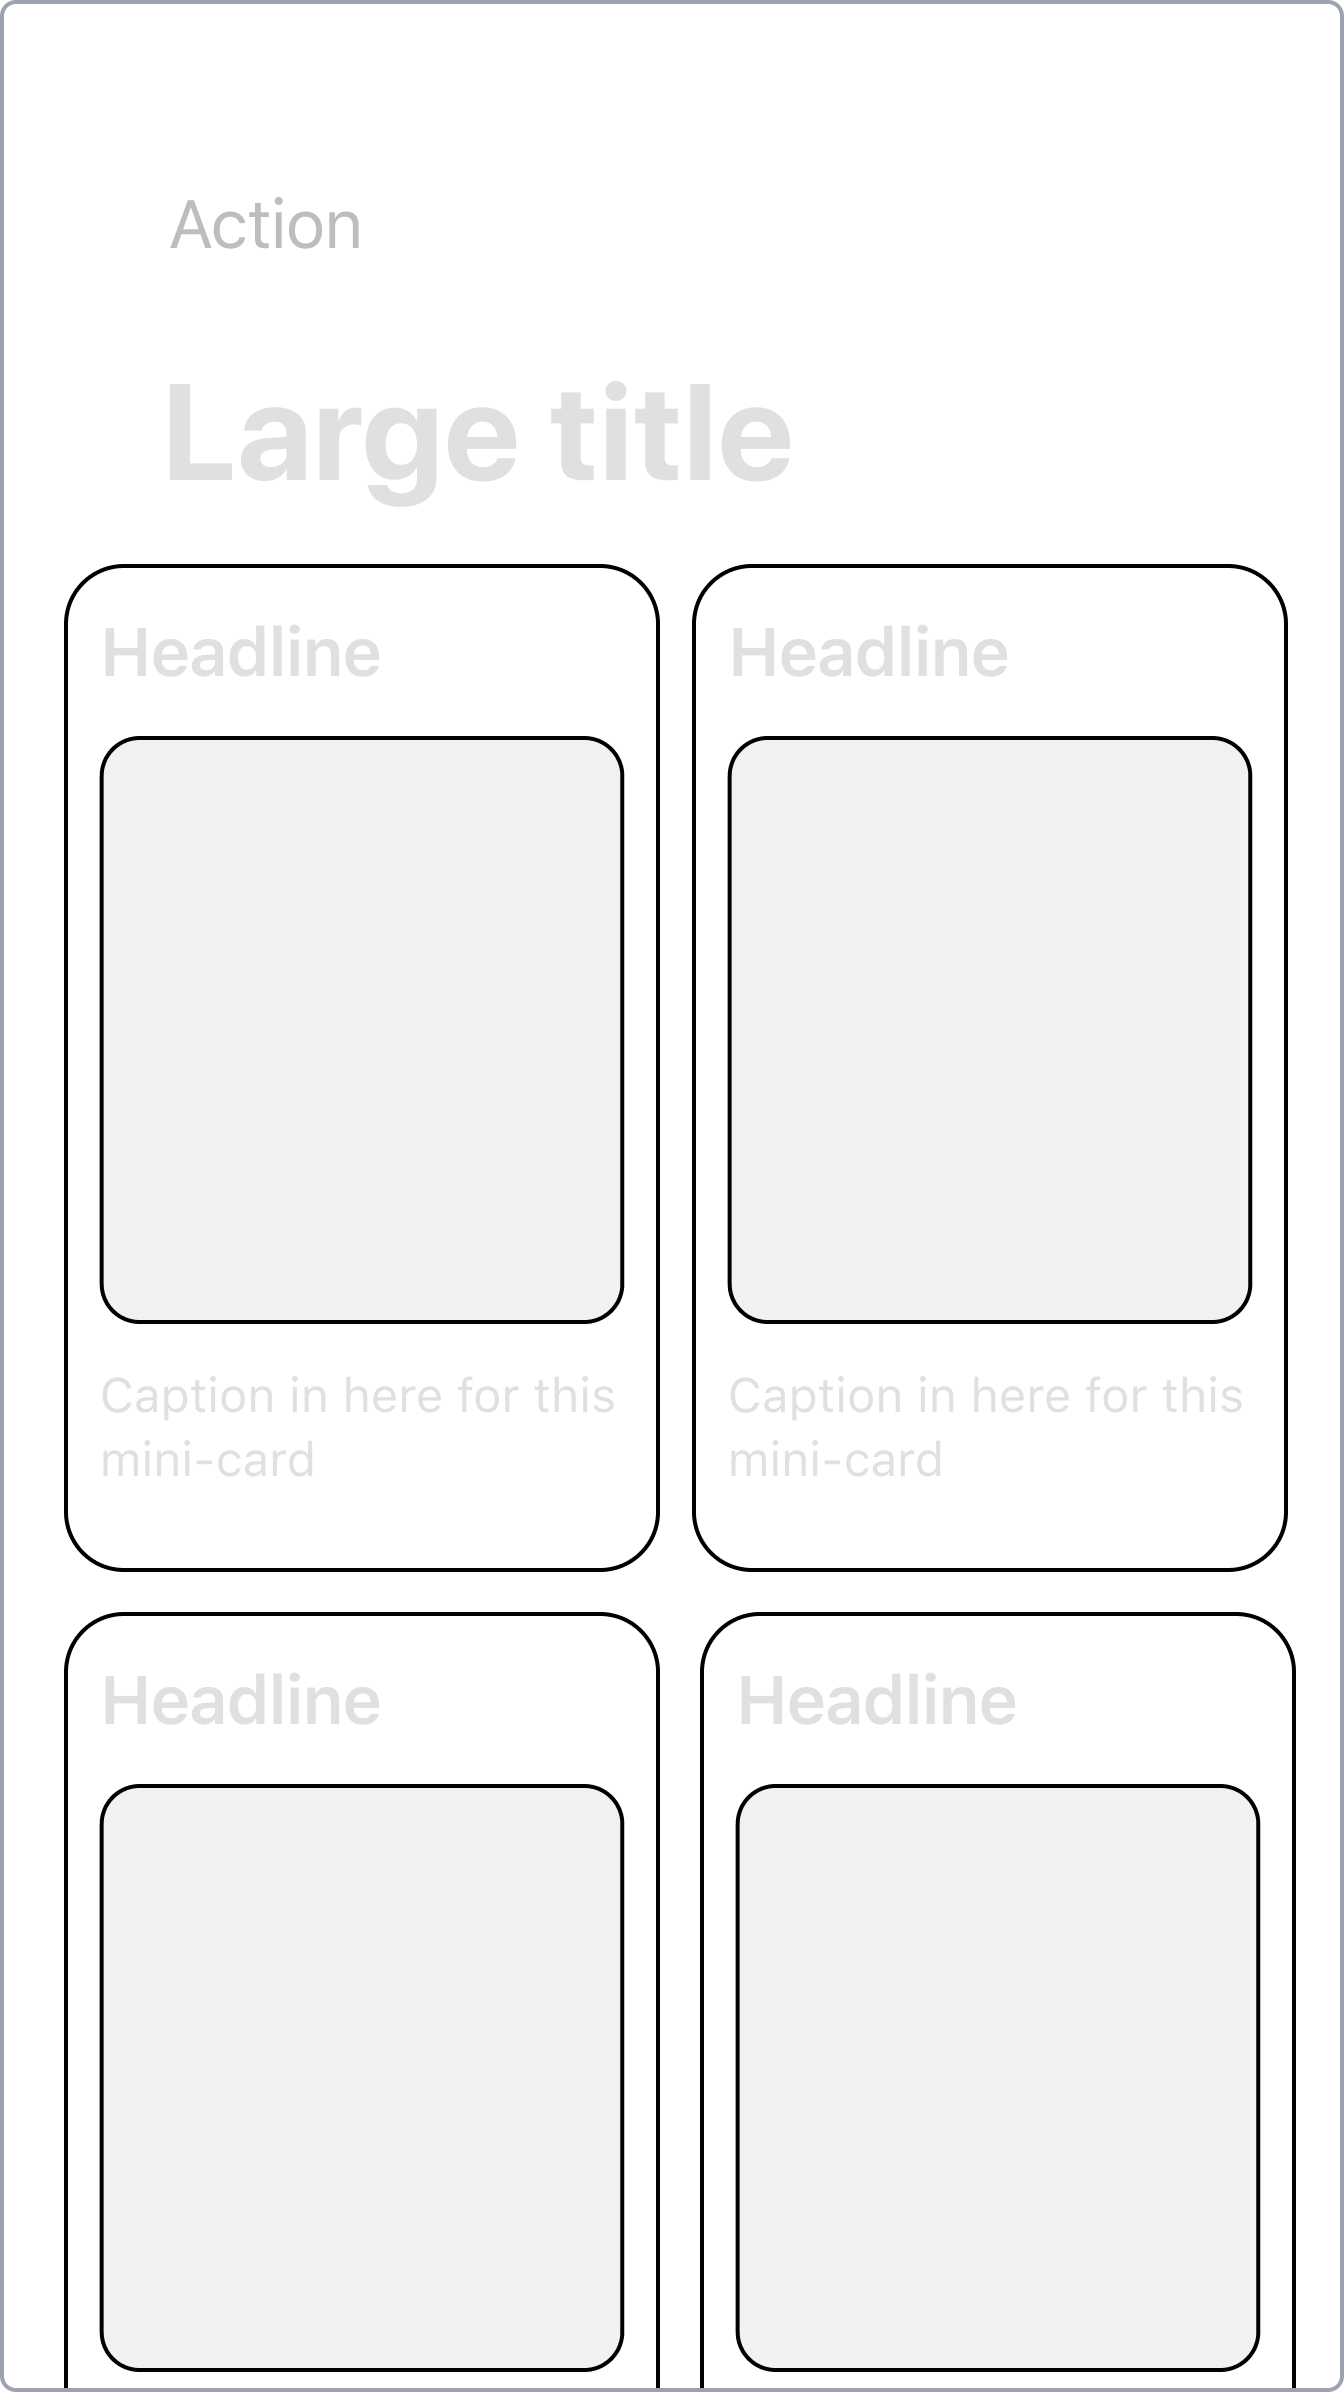 Action
Large title
Headline
Caption in here for this
mini-card
Headline
Caption in here for this
mini-card
Headline
Headline